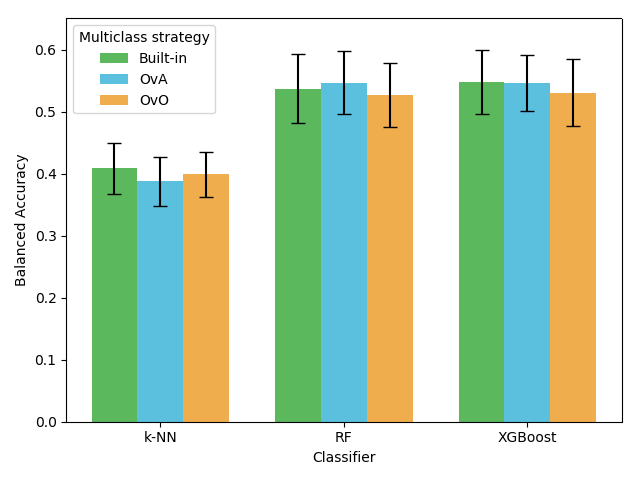 Multiclass strategy
Built-in
OvA
OvO
0.6
0.5
0.4
0.3
0.2
0.1
0.0
Balanced Accuracy
k-NN RF XGBoost
Classifier